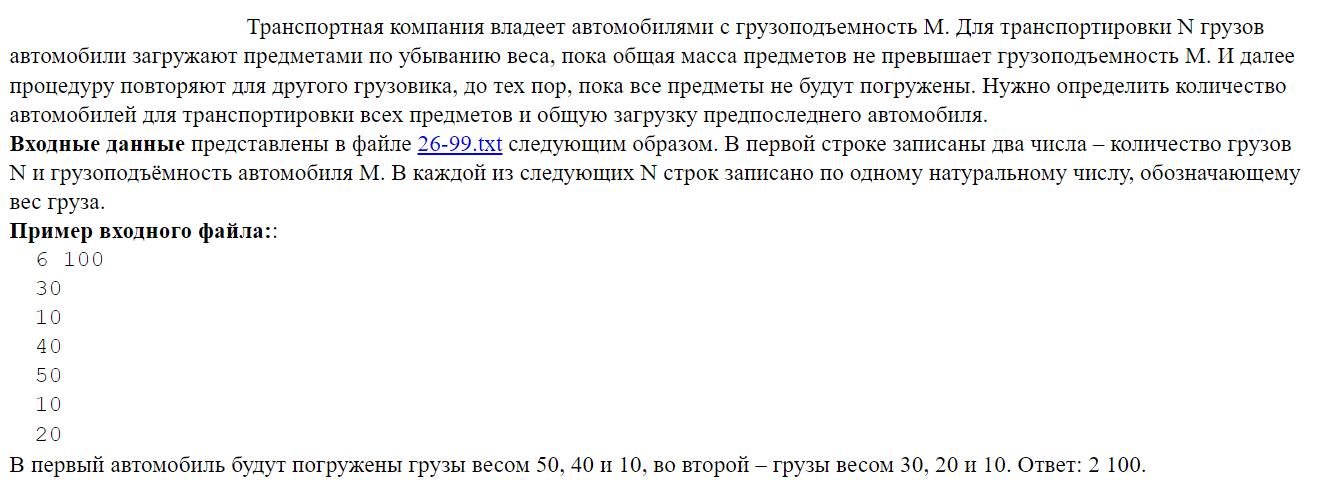 Транспортная компания владеет автомобилями с грузоподъемность М. Для транспортировки N грузов
автомобили загружают предметами по убыванию веса, пока общая масса предметов не превышает грузоподъемность М. И далее
процедуру повторяют для другого грузовика, до тех пор, пока все предметы не будут погружены. Нужно определить количество
автомобилей для транспортировки всех предметов и общую загрузку предпоследнего автомобиля.
Входные данные представлены в файле 26-99.txt следующим образом. В первой строке записаны два числа – количество грузов
N и грузоподъёмность автомобиля M. В каждой из следующих N строк записано по одному натуральному числу, обозначающему
вес груза.
Пример входного файла::
6 100
30
10
40
50
10
20
В первый автомобиль будут погружены грузы весом 50, 40 и 10, во второй – грузы весом 30, 20 и 10. Ответ: 2 100.